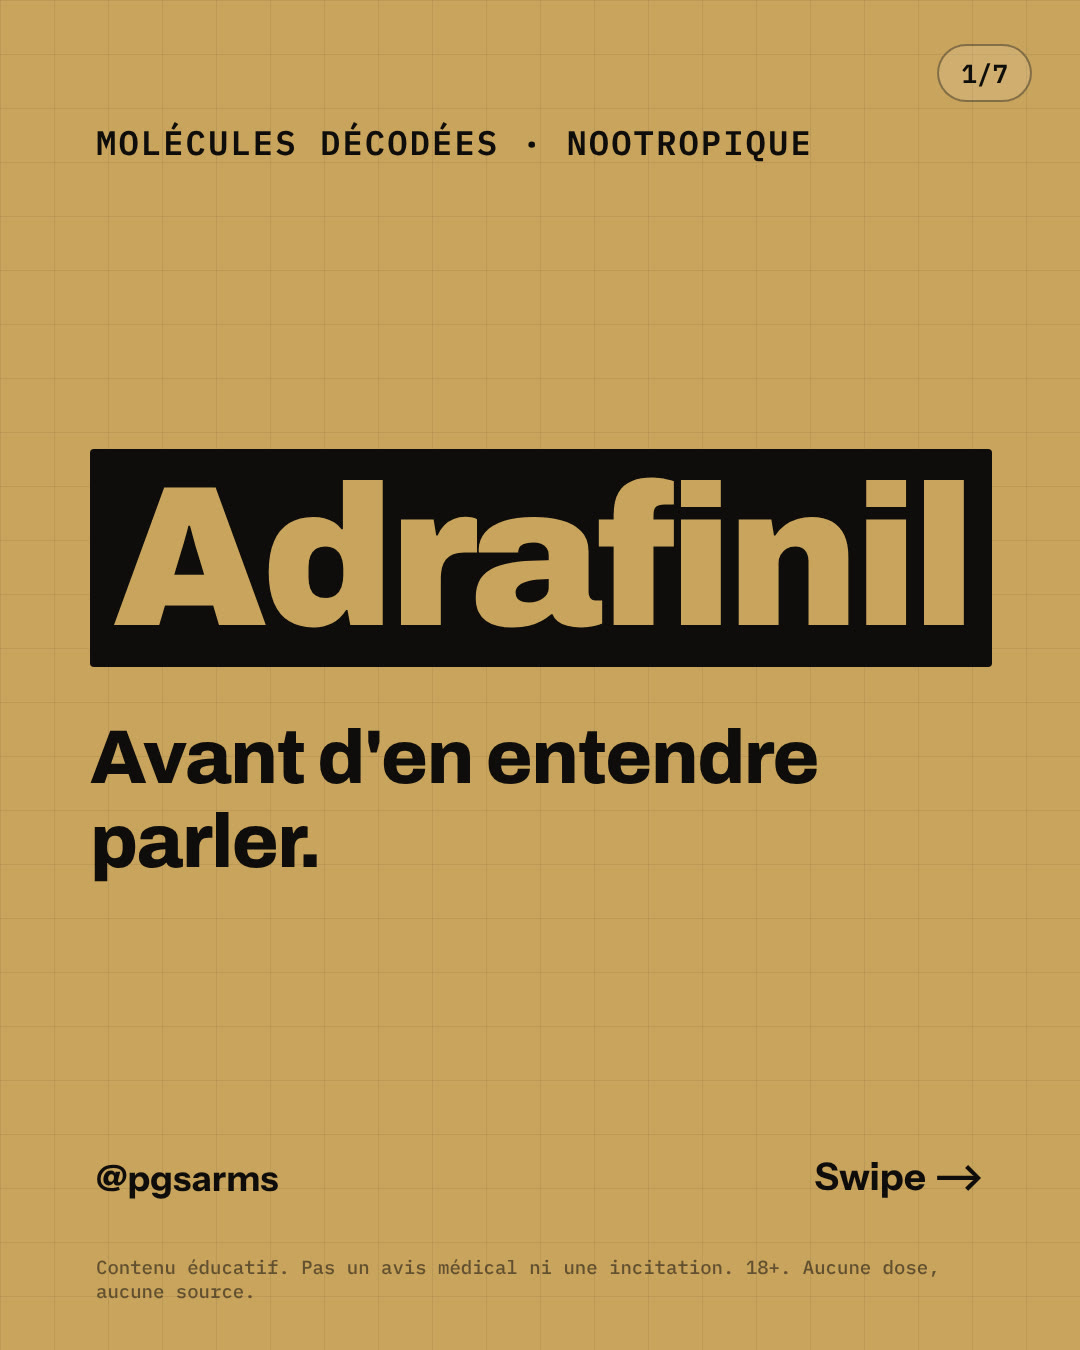 1/7
MOLÉCULES DÉCODÉES · NOOTROPIQUE
Adrafinil
Avant d'en entendre
parler.
@pgsarms
Swipe →
Contenu éducatif. Pas un avis médical ni une incitation. 18+. Aucune dose,
aucune source.